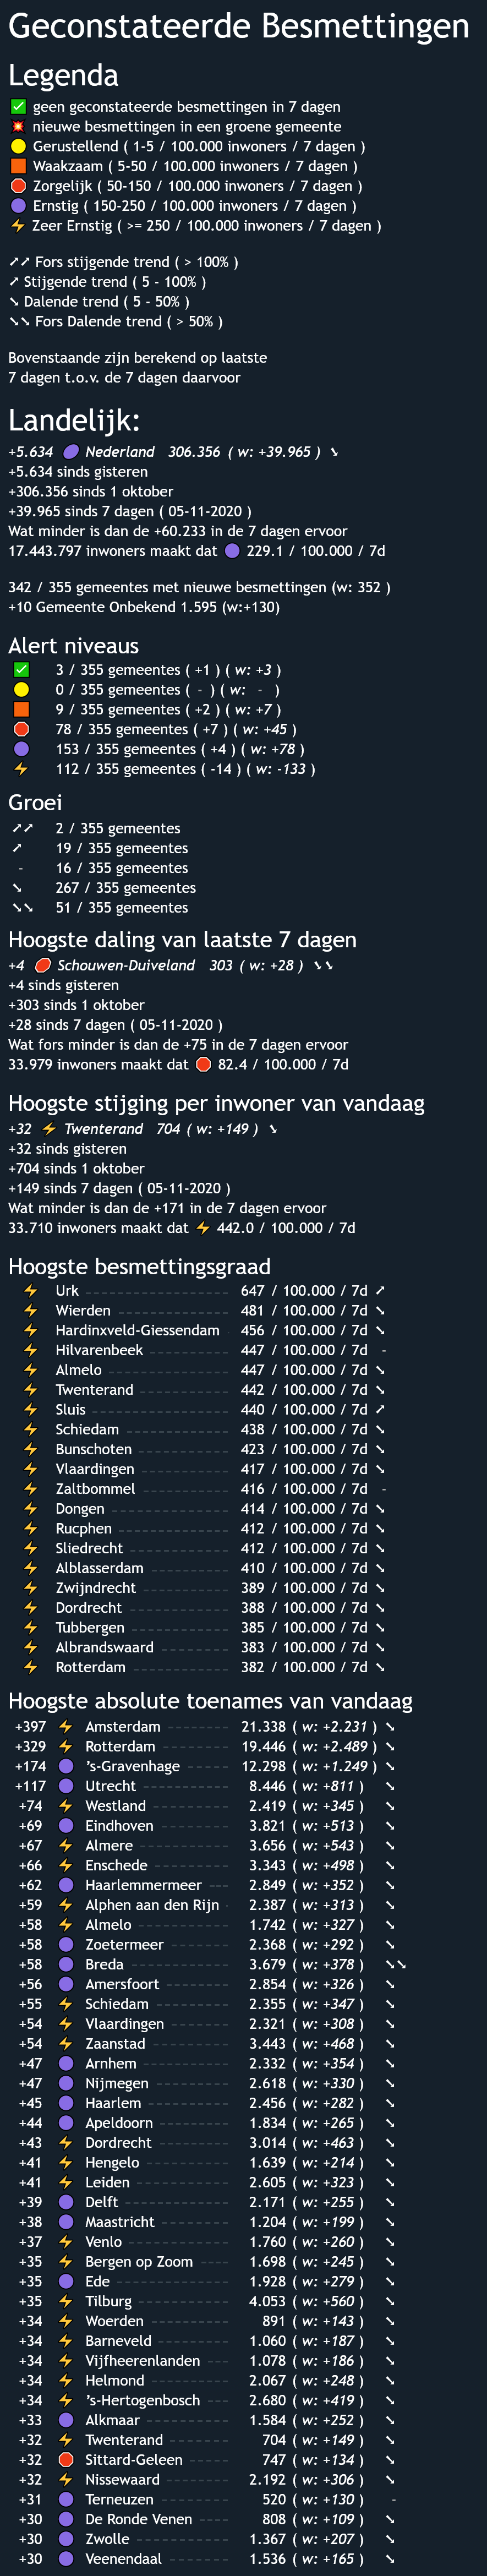 Geconstateerde Besmettingen
Legenda
geen geconstateerde besmettingen in 7 dagen
nieuwe besmettingen in een groene gemeente
Gerustellend ( 1-5 / 100.000 inwoners / 7 dagen )
Waakzaam ( 5-50 / 100.000 inwoners / 7 dagen )
Zorgelijk ( 50-150 / 100.000 inwoners / 7 dagen )
Ernstig ( 150-250 / 100.000 inwoners / 7 dagen )
Zeer Ernstig ( >= 250 / 100.000 inwoners / 7 dagen )
➚➚ Fors stijgende trend ( > 100% )
➚ Stijgende trend ( 5 - 100% )
➘ Dalende trend ( 5 - 50% )
➘➘ Fors Dalende trend ( > 50% )
Bovenstaande zijn berekend op laatste
7 dagen t.o.v. de 7 dagen daarvoor
Landelijk:
+5.634 Nederland 306.356 ( w: +39.965 ) ➘
+5.634 sinds gisteren
+306.356 sinds 1 oktober
+39.965 sinds 7 dagen ( 05-11-2020 )
Wat minder is dan de +60.233 in de 7 dagen ervoor
17.443.797 inwoners maakt dat 229.1 / 100.000 / 7d
342 / 355 gemeentes met nieuwe besmettingen (w: 352 )
+10 Gemeente Onbekend 1.595 (w:+130)
Alert niveaus
3 / 355 gemeentes ( +1 ) ( w: +3 )
0 / 355 gemeentes ( - ) ( w: - )
9 / 355 gemeentes ( +2 ) ( w: +7 )
78 / 355 gemeentes ( +7 ) ( w: +45 )
153 / 355 gemeentes ( +4 ) ( w: +78 )
112 / 355 gemeentes ( -14 ) ( w: -133 )
Groei
➚➚ 2 / 355 gemeentes
➚ 19 / 355 gemeentes
- 16 / 355 gemeentes
➘ 267 / 355 gemeentes
➘➘ 51 / 355 gemeentes
Hoogste daling van laatste 7 dagen
+4 Schouwen-Duiveland 303 ( w: +28 ) ➘➘
+4 sinds gisteren
+303 sinds 1 oktober
+28 sinds 7 dagen ( 05-11-2020 )
Wat fors minder is dan de +75 in de 7 dagen ervoor
33.979 inwoners maakt dat 82.4 / 100.000 / 7d
Hoogste stijging per inwoner van vandaag
+32 Twenterand 704 ( w: +149 ) ➘
+32 sinds gisteren
+704 sinds 1 oktober
+149 sinds 7 dagen ( 05-11-2020 )
Wat minder is dan de +171 in de 7 dagen ervoor
33.710 inwoners maakt dat 442.0 / 100.000 / 7d
Hoogste besmettingsgraad
Urk 647 / 100.000 / 7d ➚
Wierden 481 / 100.000 / 7d ➘
Hardinxveld-Giessendam 456 / 100.000 / 7d ➘
Hilvarenbeek 447 / 100.000 / 7d -
Almelo 447 / 100.000 / 7d ➘
Twenterand 442 / 100.000 / 7d ➘
Sluis 440 / 100.000 / 7d ➚
Schiedam 438 / 100.000 / 7d ➘
Bunschoten 423 / 100.000 / 7d ➘
Vlaardingen 417 / 100.000 / 7d ➘
Zaltbommel 416 / 100.000 / 7d -
Dongen 414 / 100.000 / 7d ➘
Rucphen 412 / 100.000 / 7d ➘
Sliedrecht 412 / 100.000 / 7d ➘
Alblasserdam 410 / 100.000 / 7d ➘
Zwijndrecht 389 / 100.000 / 7d ➘
Dordrecht 388 / 100.000 / 7d ➘
Tubbergen 385 / 100.000 / 7d ➘
Albrandswaard 383 / 100.000 / 7d ➘
Rotterdam 382 / 100.000 / 7d ➘
Hoogste absolute toenames van vandaag
+397 Amsterdam 21.338 ( w: +2.231 ) ➘
+329 Rotterdam 19.446 ( w: +2.489 ) ➘
+174 's-Gravenhage 12.298 ( w: +1.249 ) ➘
+117 Utrecht 8.446 ( w: +811 ) ➘
+74 Westland 2.419 ( w: +345 ) ➘
+69 Eindhoven 3.821 ( w: +513 ) ➘
+67 Almere 3.656 ( w: +543 ) ➘
+66 Enschede 3.343 ( w: +498 ) ➘
+62 Haarlemmermeer 2.849 ( w: +352 ) ➘
+59 Alphen aan den Rijn 2.387 ( w: +313 ) ➘
+58 Almelo 1.742 ( w: +327 ) ➘
+58 Zoetermeer 2.368 ( w: +292 ) ➘
+58 Breda 3.679 ( w: +378 ) ➘➘
+56 Amersfoort 2.854 ( w: +326 ) ➘
+55 Schiedam 2.355 ( w: +347 ) ➘
+54 Vlaardingen 2.321 ( w: +308 ) ➘
+54 Zaanstad 3.443 ( w: +468 ) ➘
+47 Arnhem 2.332 ( w: +354 ) ➘
+47 Nijmegen 2.618 ( w: +330 ) ➘
+45 Haarlem 2.456 ( w: +282 ) ➘
+44 Apeldoorn 1.834 ( w: +265 ) ➘
+43 Dordrecht 3.014 ( w: +463 ) ➘
+41 Hengelo 1.639 ( w: +214 ) ➘
+41 Leiden 2.605 ( w: +323 ) ➘
+39 Delft 2.171 ( w: +255 ) ➘
+38 Maastricht 1.204 ( w: +199 ) ➘
+37 Venlo 1.760 ( w: +260 ) ➘
+35 Bergen op Zoom 1.698 ( w: +245 ) ➘
+35 Ede 1.928 ( w: +279 ) ➘
+35 Tilburg 4.053 ( w: +560 ) ➘
+34 Woerden 891 ( w: +143 ) ➘
+34 Barneveld 1.060 ( w: +187 ) ➘
+34 Vijfheerenlanden 1.078 ( w: +186 ) ➘
+34 Helmond 2.067 ( w: +248 ) ➘
+34 's-Hertogenbosch 2.680 ( w: +419 ) ➘
+33 Alkmaar 1.584 ( w: +252 ) ➘
+32 Twenterand 704 ( w: +149 ) ➘
+32 Sittard-Geleen 747 ( w: +134 ) ➘
+32 Nissewaard 2.192 ( w: +306 ) ➘
+31 Terneuzen 520 ( w: +130 ) -
+30 De Ronde Venen 808 ( w: +109 ) ➘
+30 Zwolle 1.367 ( w: +207 ) ➘
+30 Veenendaal 1.536 ( w: +165 ) ➘